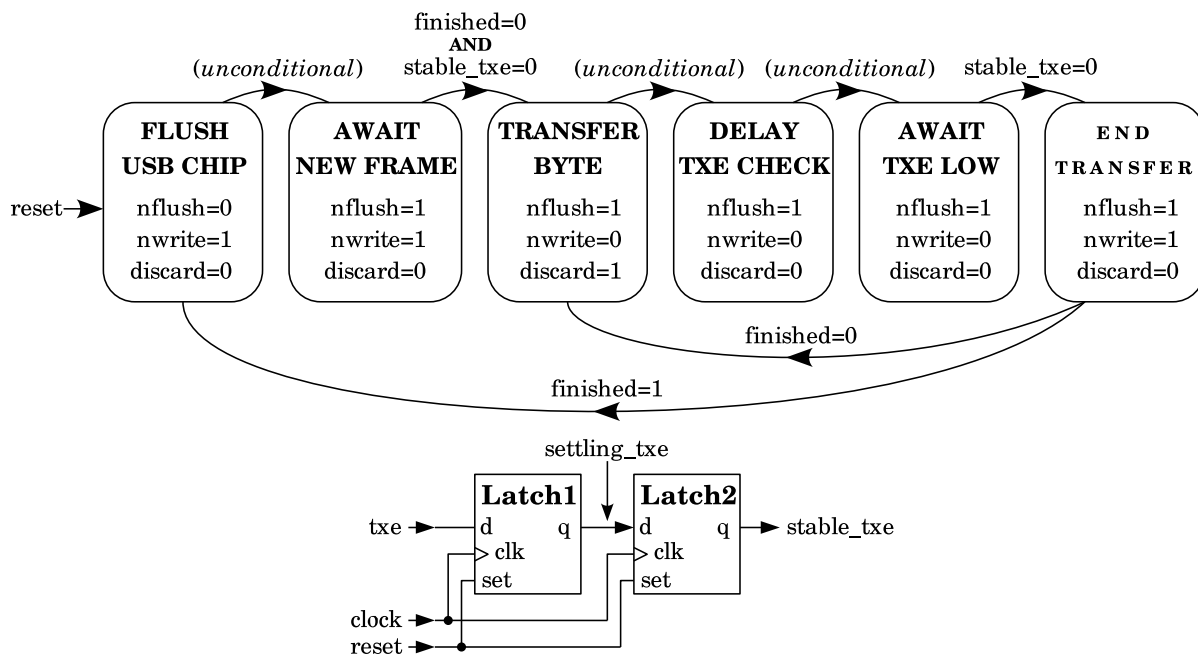 finished=0
AND
(unconditional)
stable_txe=0
(unconditional)
(unconditional)
stable_txe=0
reset
FLUSH
USB CHIP
nflush=0
nwrite=1
discard=0
AWAIT
NEW FRAME
nflush=1
nwrite=1
discard=0
TRANSFER
BYTE
nflush=1
nwrite=0
discard=1
DELAY
TXE CHECK
nflush=1
nwrite=0
discard=0
AWAIT
TXE LOW
nflush=1
nwrite=0
discard=0
END
TRANSFER
nflush=1
nwrite=1
discard=0
finished=0
finished=1
settling_txe
Latch1
Latch2
txe
d
q
d
q
stable_txe
clk
clk
set
set
clock
reset